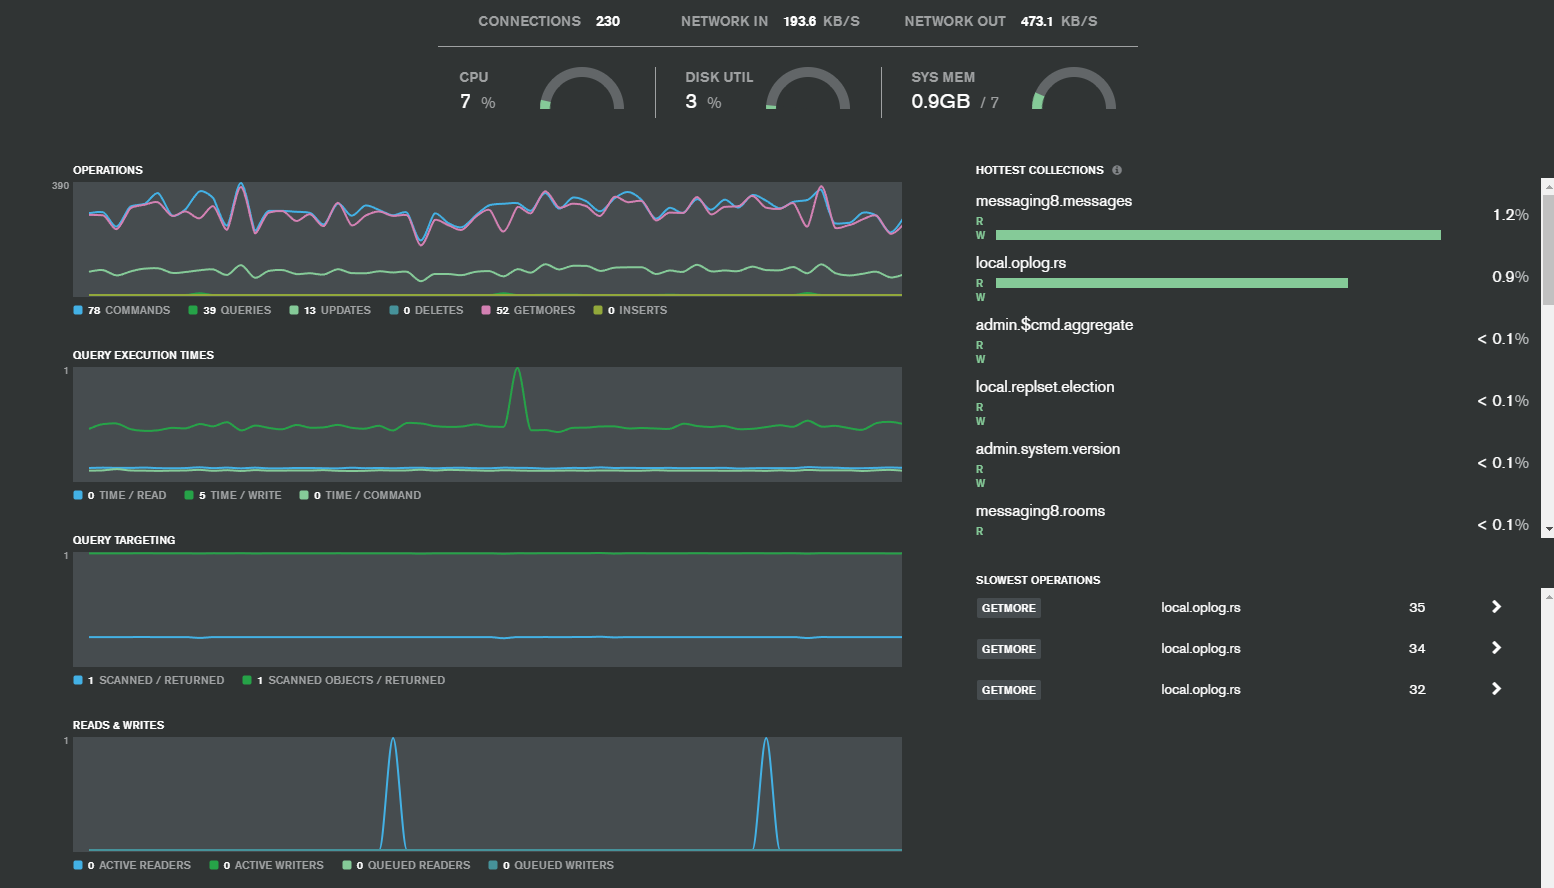 CONNECTIONS 230 NETWORK IN 193.6 KB/S NETWORK OUT 473.1 KB/S
CPU DISK UTIL SYS MEM
7 % 3 % 0.9GB / 7
OPERATIONS
390
78 COMMANDS 39 QUERIES 13 UPDATES 0 DELETES 52 GETMORES 0 INSERTS
QUERY EXECUTION TIMES
1
0 TIME / READ 5 TIME / WRITE 0 TIME / COMMAND
QUERY TARGETING
1
1 SCANNED / RETURNED 1 SCANNED OBJECTS / RETURNED
READS & WRITES
1
0 ACTIVE READERS 0 ACTIVE WRITERS 0 QUEUED READERS 0 QUEUED WRITERS
HOTTEST COLLECTIONS i
messaging8.messages
R
1.2%
W
local.oplog.rs
0.9%
R
W
admin.$cmd.aggregate
< 0.1%
R
W
local.replset.election
< 0.1%
R
W
admin.system.version
< 0.1%
R
W
messaging8.rooms
< 0.1%
R
SLOWEST OPERATIONS
GETMORE local.oplog.rs 35
GETMORE local.oplog.rs 34
GETMORE local.oplog.rs 32